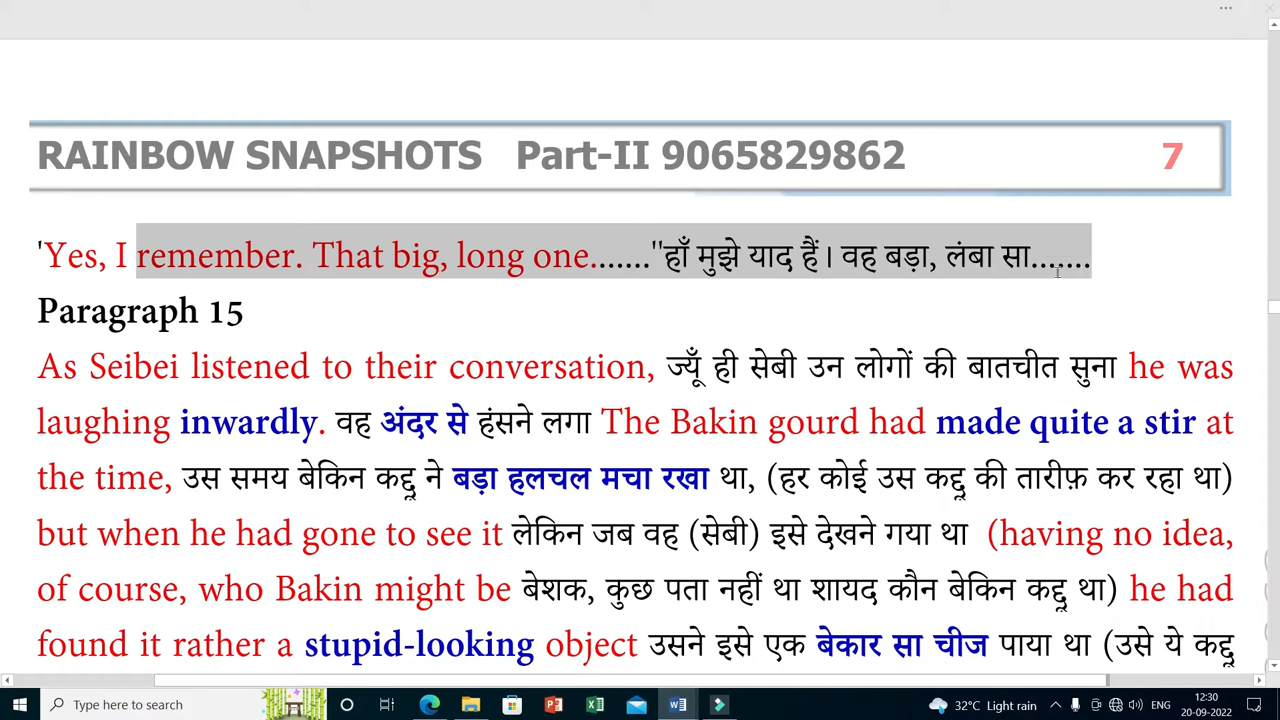 RAINBOW SNAPSHOTS Part-II 9065829862 7
'Yes, I remember. That big, long one......."हाँ मुझे याद हैं। वह बड़ा, लंबा सा.......
Paragraph 15
As Seibei listened to their conversation, ज्यूँ ही सेबी उन लोगों की बातचीत सुना he was
laughing inwardly. वह अंदर से हंसने लगा The Bakin gourd had made quite a stir at
the time, उस समय बेकिन कद्दू ने बड़ा हलचल मचा रखा था, (हर कोई उस कद्दू की तारीफ़ कर रहा था)
but when he had gone to see it लेकिन जब वह (सेबी) इसे देखने गया था (having no idea,
of course, who Bakin might be बेशक, कुछ पता नहीं था शायद कौन बेकिन कद्दू था) he had
found it rather a stupid-looking object उसने इसे एक बेकार सा चीज पाया था (उसे ये कद्दू
Type here to search
32°C Light rain
ENG
12:30
20-09-2022